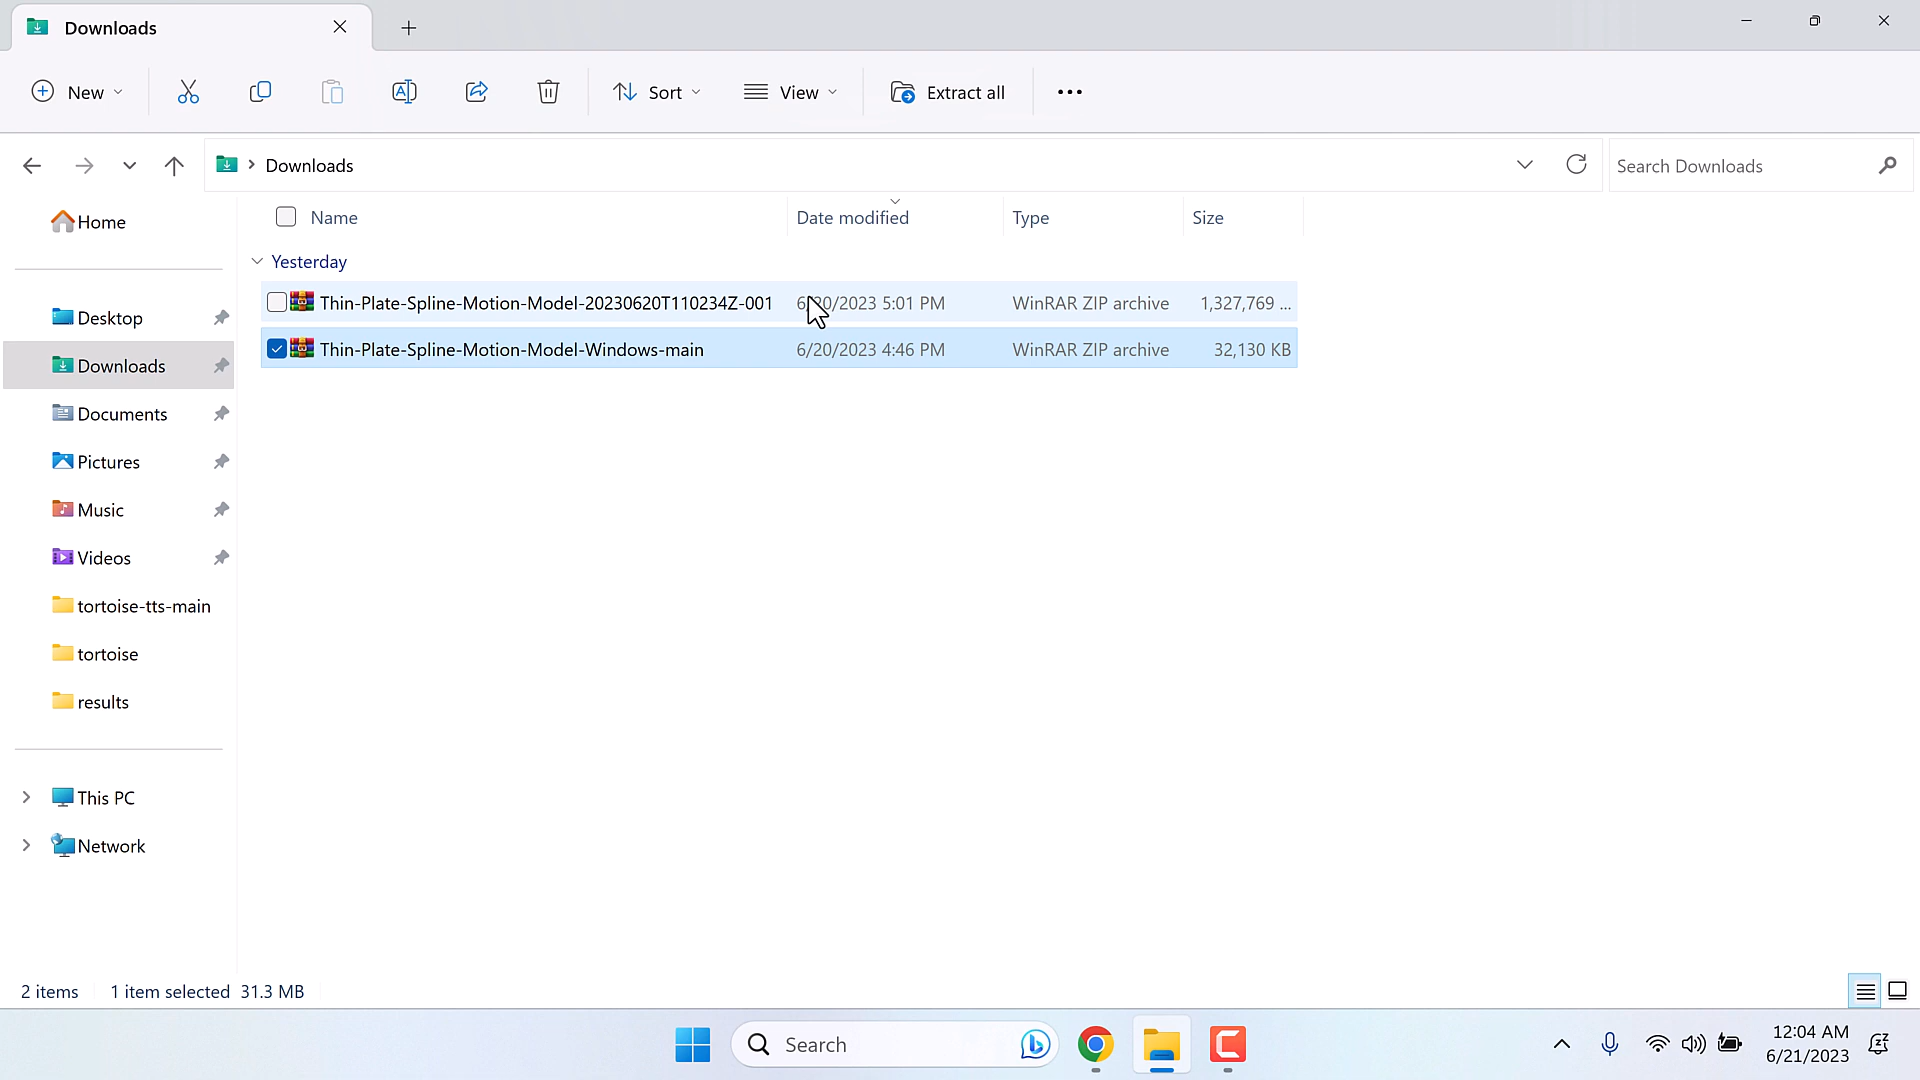 Downloads
New
Sort
View
Extract all
Downloads
Search Downloads
Home
Desktop
Downloads
Documents
Pictures
Music
Videos
tortoise-tts-main
tortoise
results
This PC
Network
Name Date modified Type Size
Yesterday
Thin-Plate-Spline-Motion-Model-20230620T110234Z-001 6/20/2023 5:01 PM WinRAR ZIP archive 1,327,769 ...
Thin-Plate-Spline-Motion-Model-Windows-main 6/20/2023 4:46 PM WinRAR ZIP archive 32,130 KB
2 items 1 item selected 31.3 MB
Search
12:04 AM
6/21/2023